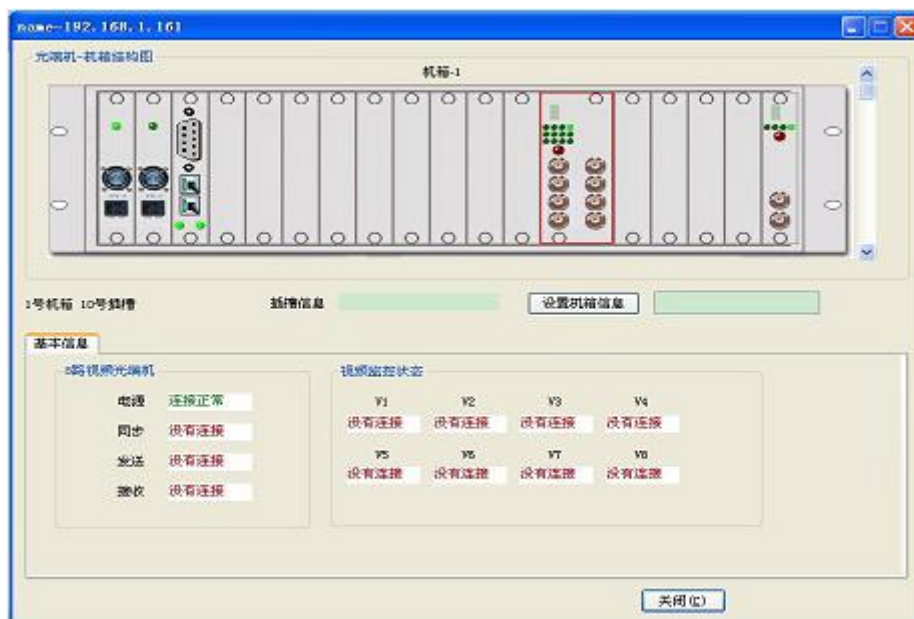 name-192.168.1.161
光端机-机箱结构图
机箱-1
1号机箱 10号插槽 插槽信息 设置机箱信息
基本信息
8路视频光端机 视频监控状态
电源 连接正常 V1 V2 V3 V4
同步 没有连接 没有连接 没有连接 没有连接 没有连接
发送 没有连接 V5 V6 V7 V8
接收 没有连接 没有连接 没有连接 没有连接 没有连接
关闭(C)